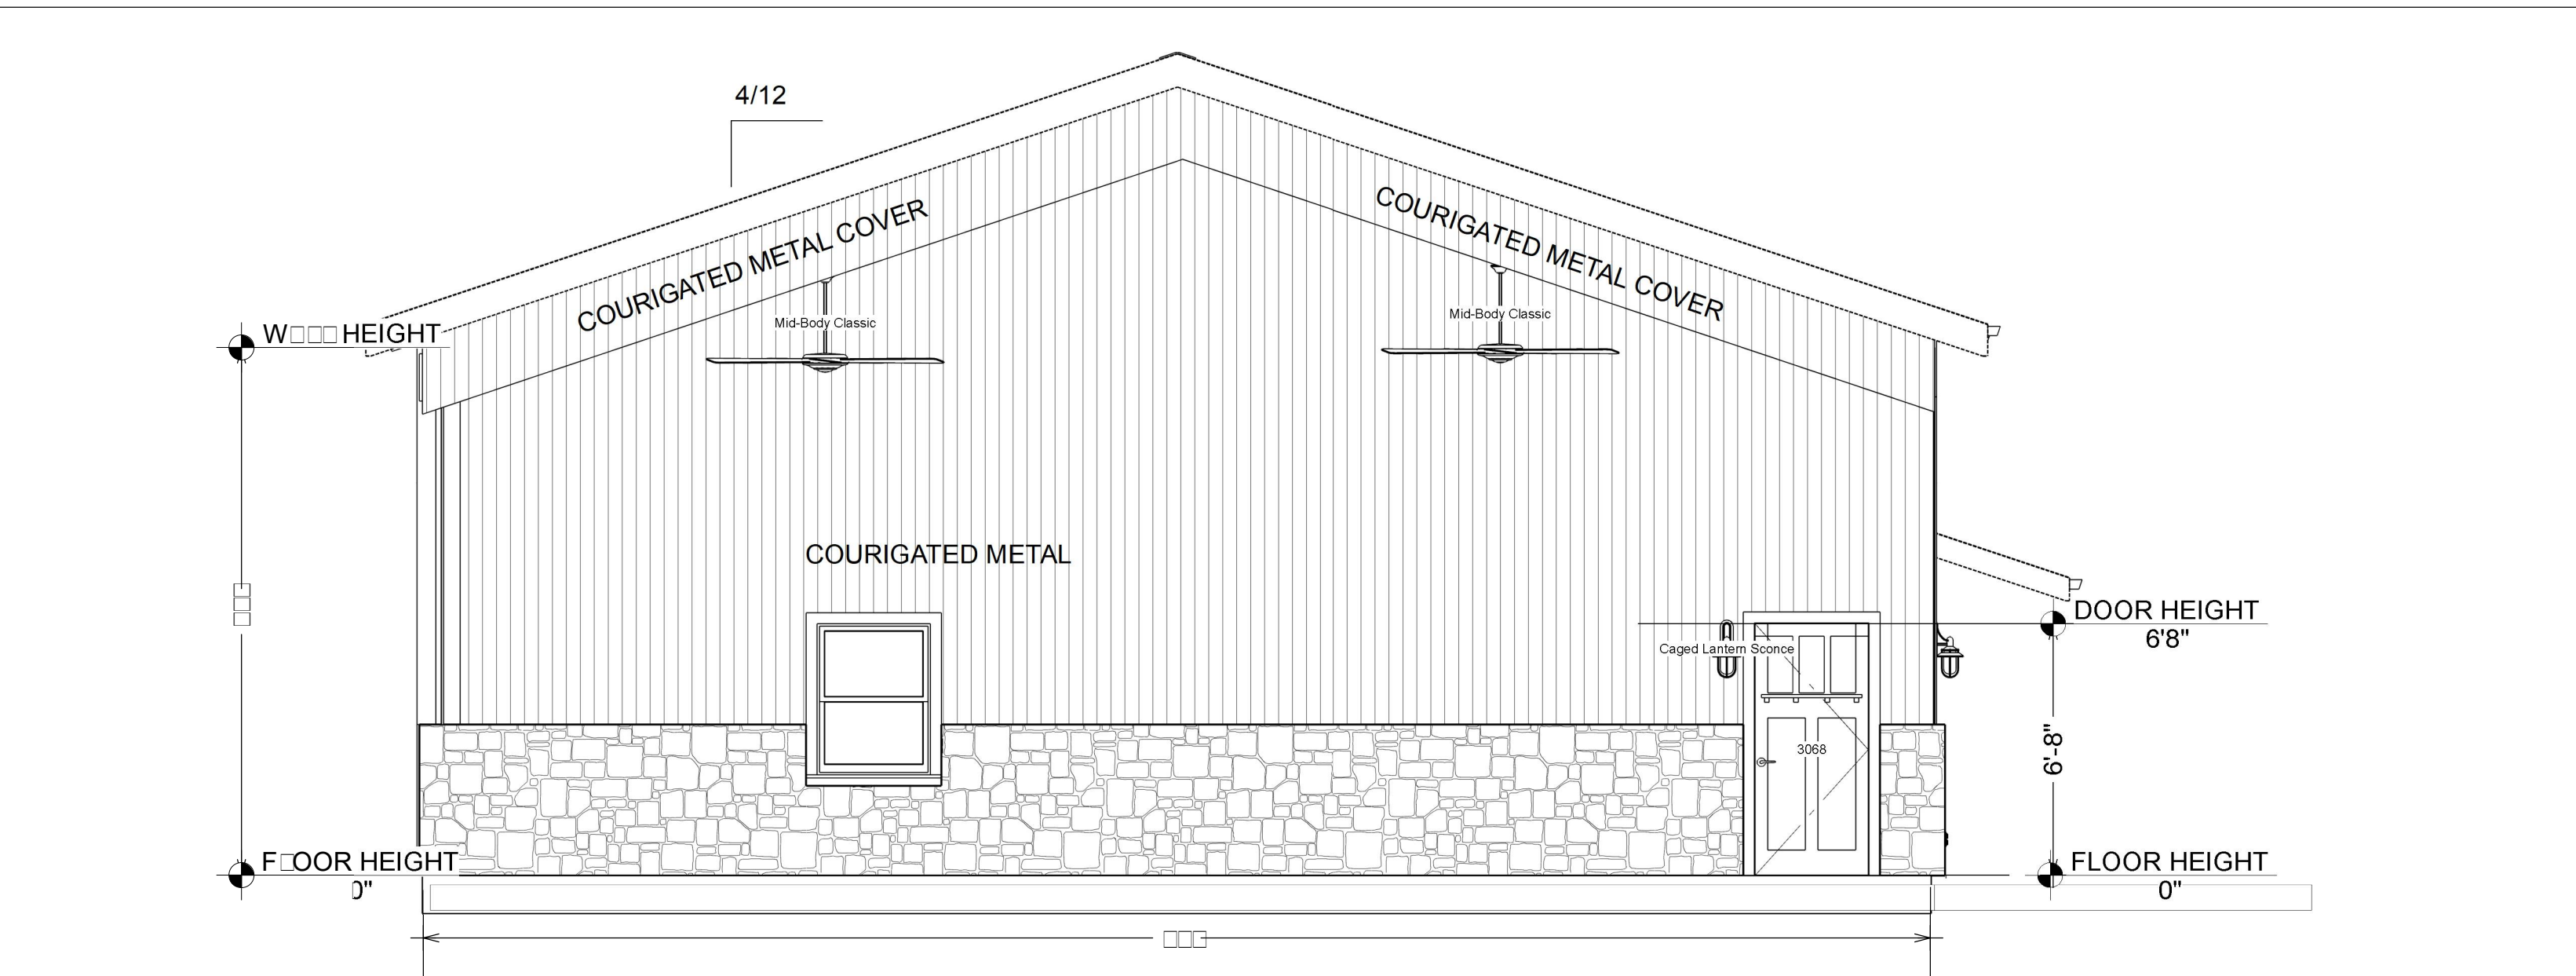 4/12
COURIGATED METAL COVER
COURIGATED METAL COVER
Mid-Body Classic
Mid-Body Classic
HEIGHT
COURIGATED METAL
DOOR HEIGHT
6'8"
Caged Lantern Sconce
6'-8"
3068
HEIGHT
0"
FLOOR HEIGHT
0"